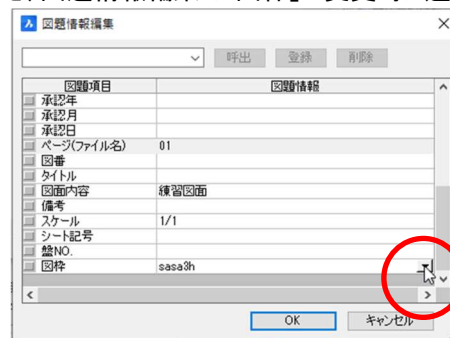 図題情報編集
呼出 登録 削除
図題項目 図題情報
承認年
承認月
承認日
ページ(ファイル名) 01
図番
タイトル
図面内容 練習図面
備考
スケール 1/1
シート記号
盤NO.
図枠 sasa3h
OK キャンセル